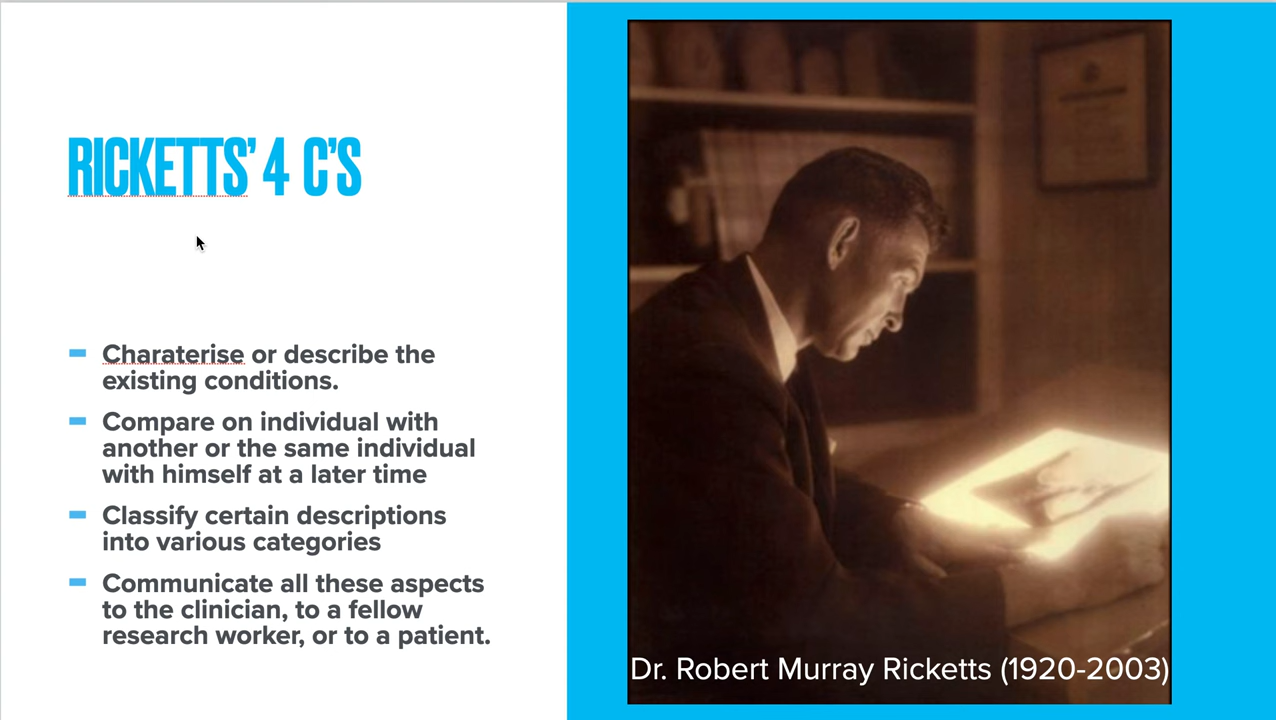 RICKETTS' 4 C'S
Charaterise or describe the
existing conditions.
Compare on individual with
another or the same individual
with himself at a later time
Classify certain descriptions
into various categories
Communicate all these aspects
to the clinician, to a fellow
research worker, or to a patient.
Dr. Robert Murray Ricketts (1920-2003)